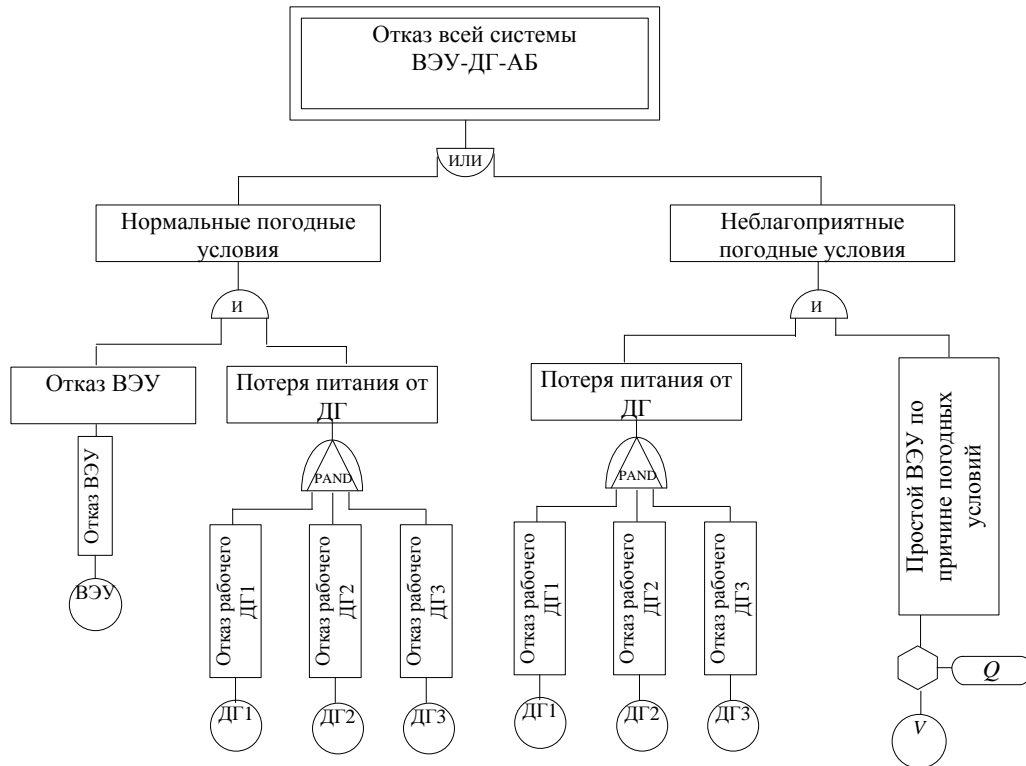 Отказ всей системы
ВЭУ-ДГ-АБ
ИЛИ
Нормальные погодные
условия
Неблагоприятные
погодные условия
И
И
Отказ ВЭУ
Потеря питания от
ДГ
Потеря питания от
ДГ
Простой ВЭУ по
причине погодных
условий
Отказ ВЭУ
PAND
PAND
Отказ рабочего
ДГ1
Отказ рабочего
ДГ2
Отказ рабочего
ДГ3
Отказ рабочего
ДГ1
Отказ рабочего
ДГ2
Отказ рабочего
ДГ3
ВЭУ
Q
ДГ1
ДГ2
ДГ3
ДГ1
ДГ2
ДГ3
V